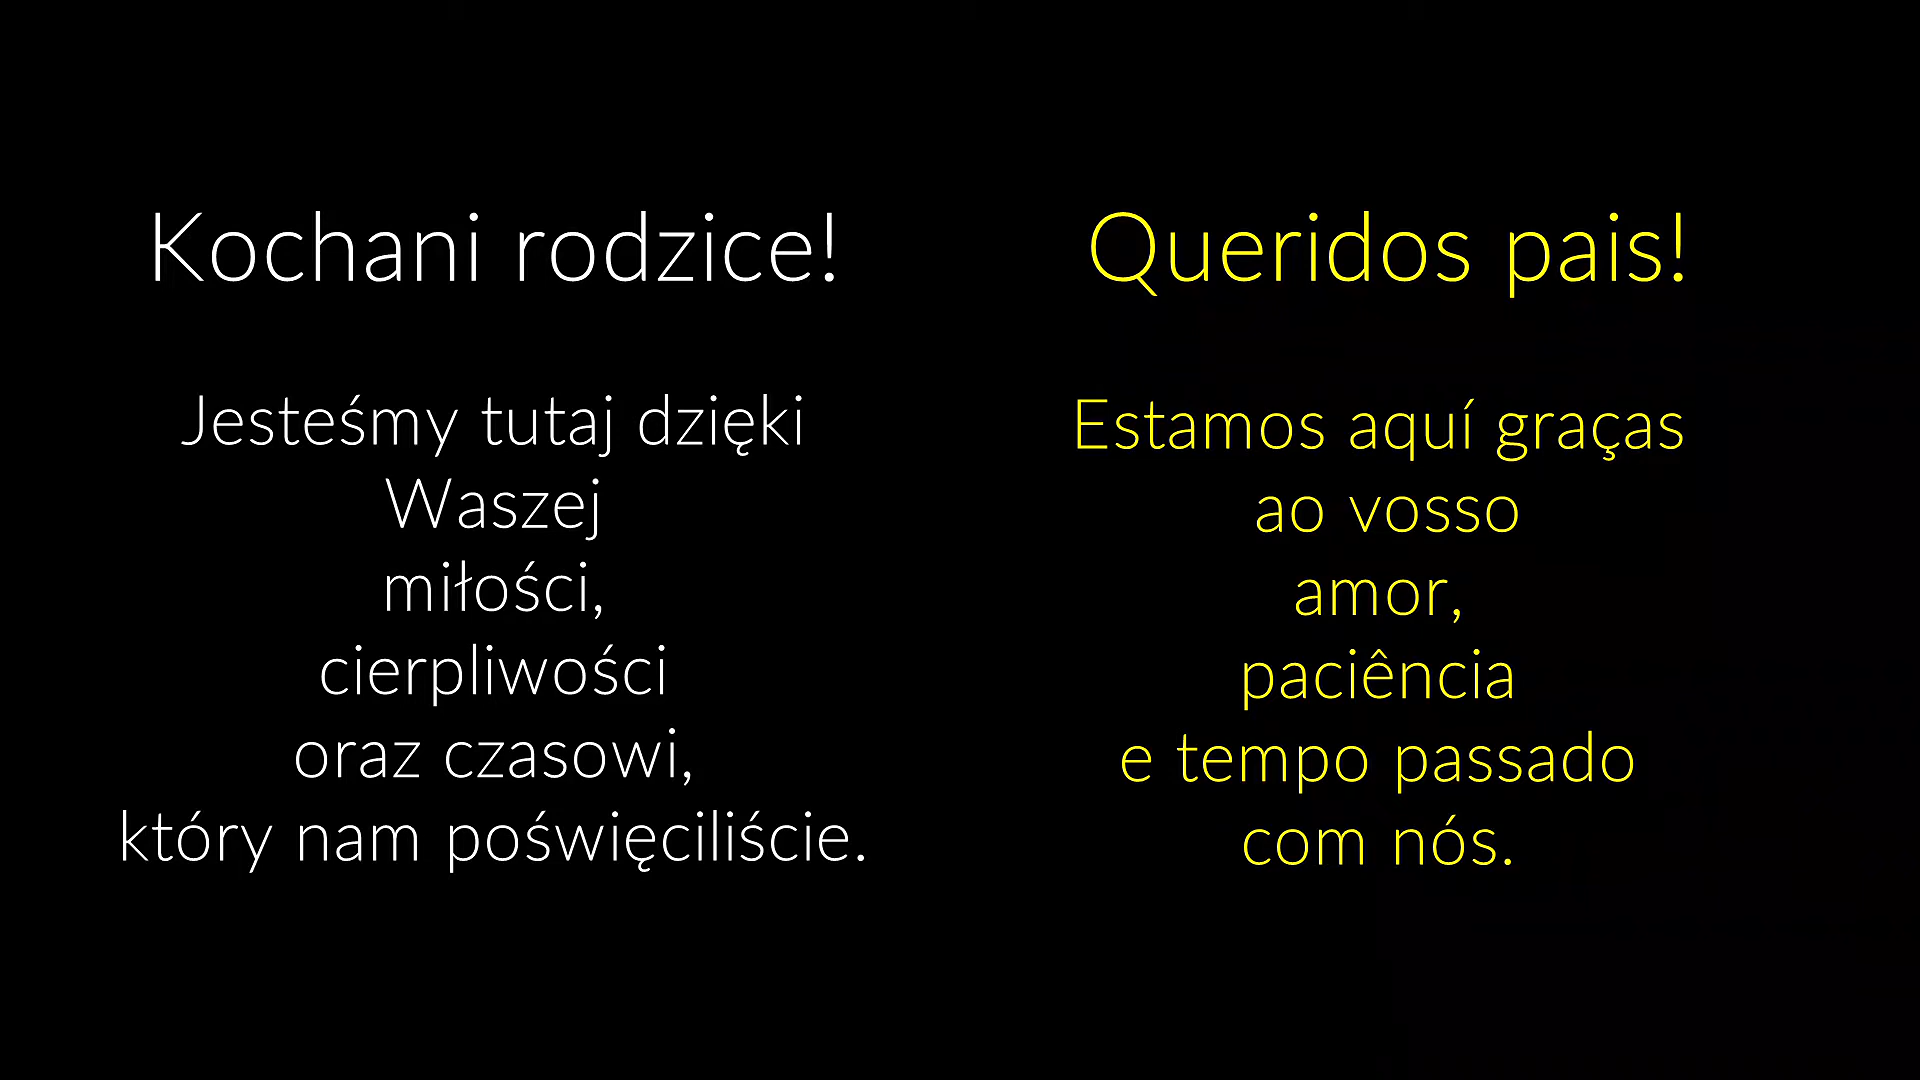 Kochani rodzice!
Jesteśmy tutaj dzięki
Waszej
miłości,
cierpliwości
oraz czasowi,
który nam poświęciliście.
Queridos pais!
Estamos aquí graças
ao vosso
amor,
paciência
e tempo passado
com nós.